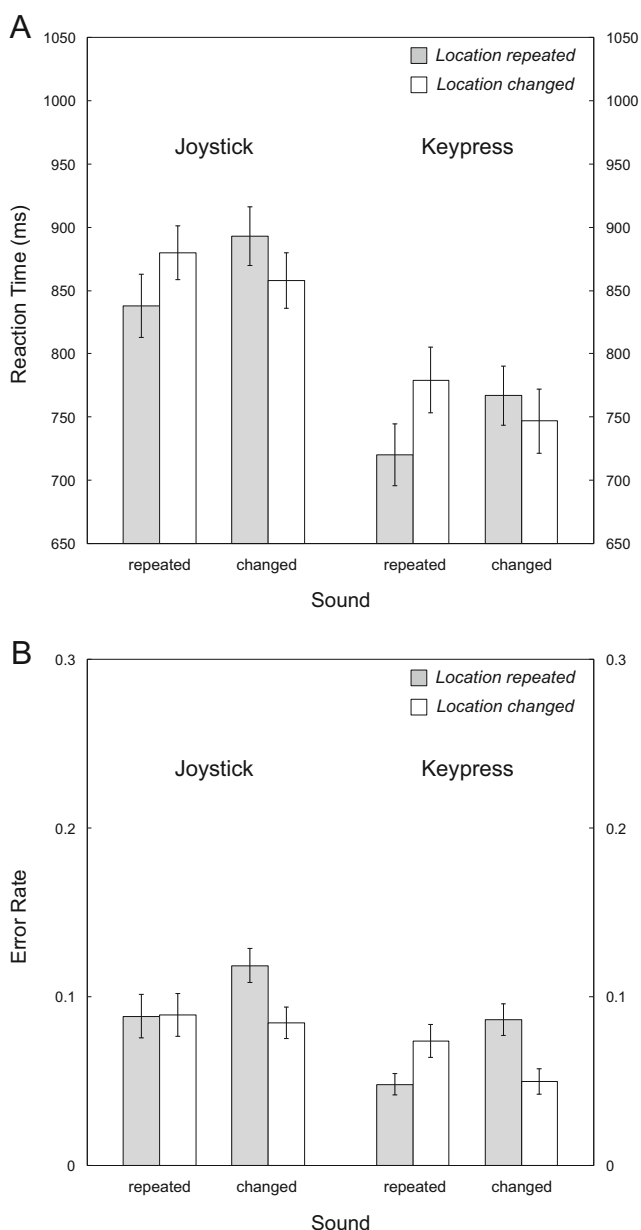 A
1050 1050
Location repeated
1000 Location changed 1000
950 Joystick Keypress 950
900 900
Reaction Time (ms)
850 850
800 800
750 750
700 700
650 650
repeated changed repeated changed
Sound
B
0.3 0.3
Location repeated
Location changed
Joystick Keypress
0.2 0.2
Error Rate
0.1 0.1
0 0
repeated changed repeated changed
Sound